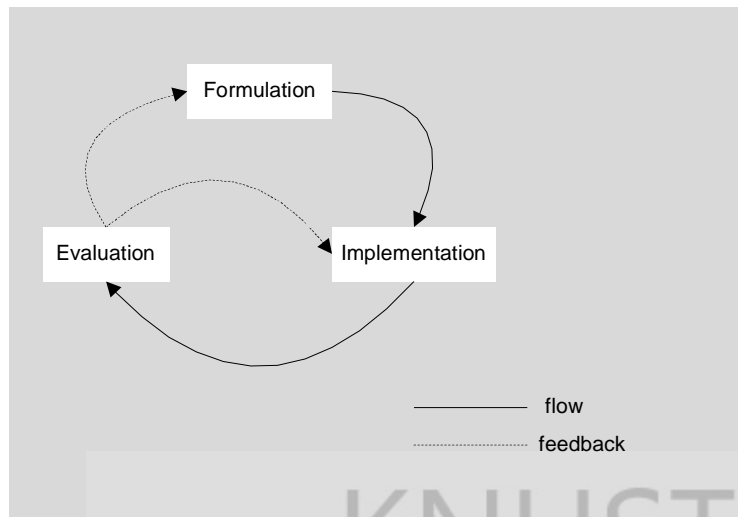 Formulation
Evaluation
Implementation
flow
feedback
KNUST